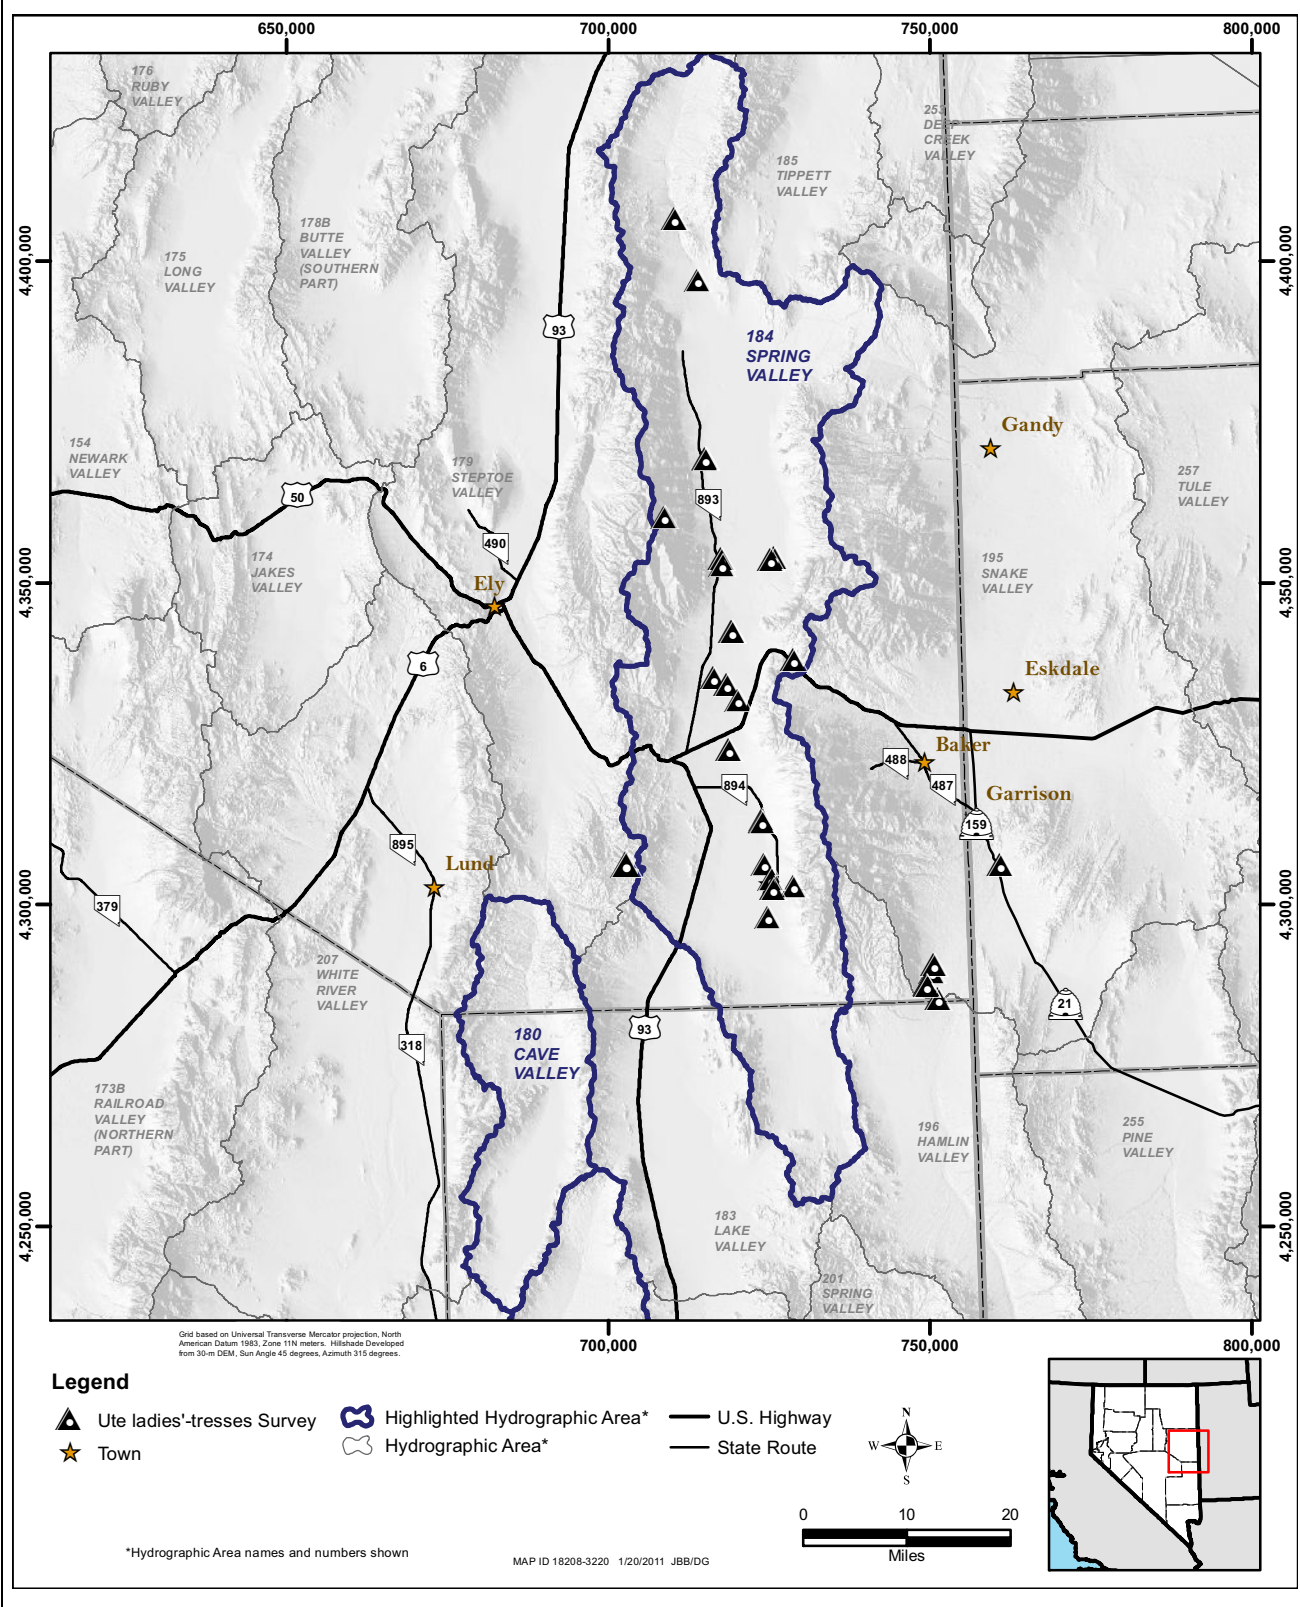 650,000
700,000
750,000
800,000
176
RUBY
VALLEY
253
CREEK
VALLEY
185
TIPPETT
VALLEY
178B
BUTTE
VALLEY
(SOUTHERN
PART)
175
LONG
VALLEY
4,400,000
4,400,000
93
184
SPRING
VALLEY
Gandy
154
NEWARK
VALLEY
179
STEPTOE
VALLEY
257
TULE
VALLEY
50
893
490
174
JAKES
VALLEY
195
SNAKE
VALLEY
Ely
4,350,000
4,350,000
6
Eskdale
Baker
488
487
894
Garrison
159
895
Lund
379
4,300,000
4,300,000
207
WHITE
RIVER
VALLEY
21
93
318
180
CAVE
VALLEY
173B
RAILROAD
VALLEY
(NORTHERN
PART)
196
HAMLIN
VALLEY
255
PINE
VALLEY
183
LAKE
VALLEY
4,250,000
4,250,000
201
SPRING
VALLEY
700,000
750,000
800,000
Grid based on Universal Transverse Mercator projection, North
American Datum 1983, Zone 11N meters. Hillshade Developed
from 30-m DEM, Sun Angle 45 degrees, Azimuth 315 degrees.
Legend
Ute ladies'-tresses Survey
Town
Highlighted Hydrographic Area*
Hydrographic Area*
U.S. Highway
State Route
N
W E
S
0 10 20
Miles
*Hydrographic Area names and numbers shown
MAP ID 18208-3220 1/20/2011 JBB/DG